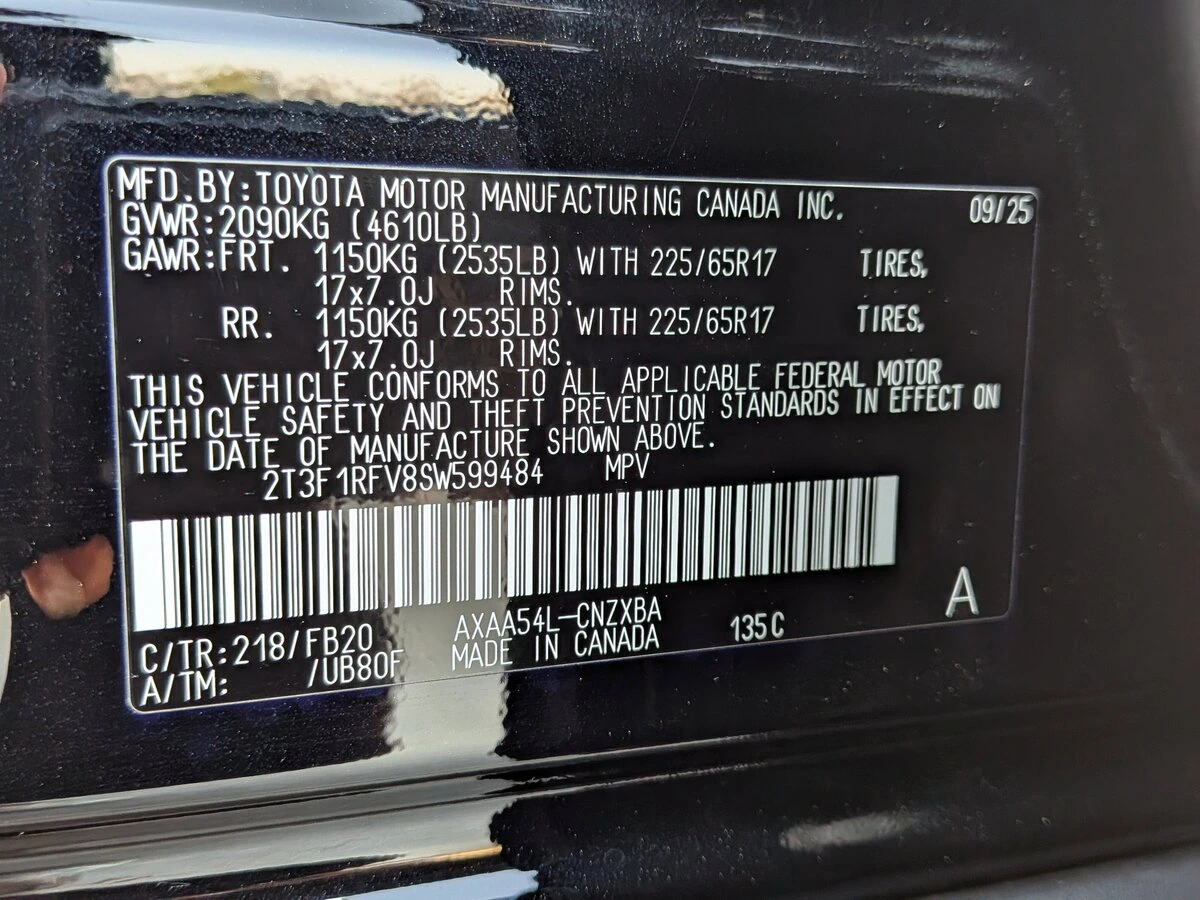 MFD.BY:TOYOTA MOTOR MANUFACTURING CANADA INC. 09/25
GVWR:2090KG (4610LB)
GAWR:FRT. 1150KG (2535LB) WITH 225/65R17 TIRES,
17x7.0J RIMS.
RR. 1150KG (2535LB) WITH 225/65R17 TIRES,
17x7.0J RIMS.
THIS VEHICLE CONFORMS TO ALL APPLICABLE FEDERAL MOTOR
VEHICLE SAFETY AND THEFT PREVENTION STANDARDS IN EFFECT ON
THE DATE OF MANUFACTURE SHOWN ABOVE.
2T3F1RFV8SW599484 MPV
A
C/TR:218/FB20 AXAA54L-CNZXBA 135C
A/TM: /UB80F MADE IN CANADA